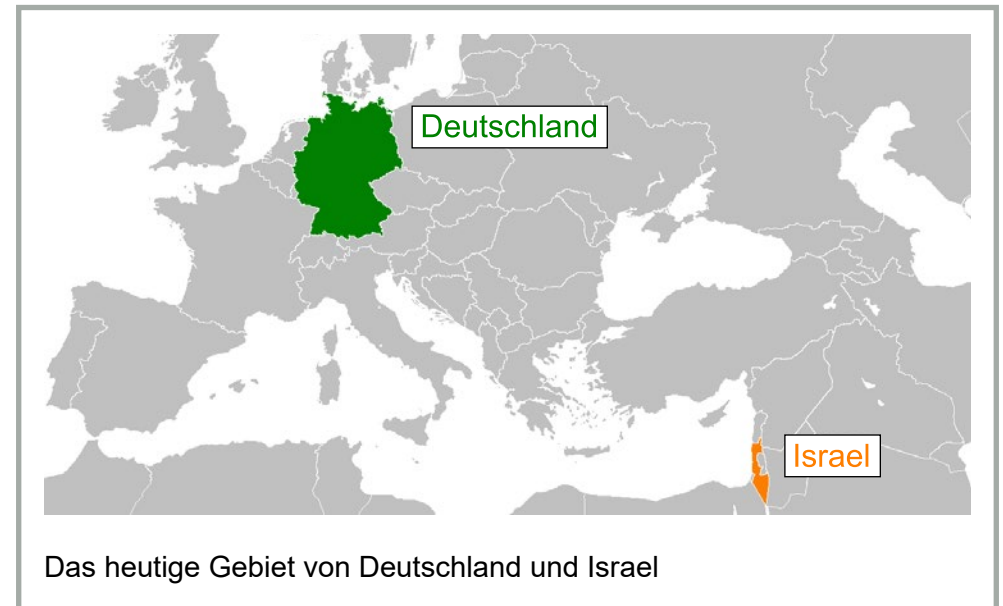 Deutschland
Israel
Das heutige Gebiet von Deutschland und Israel